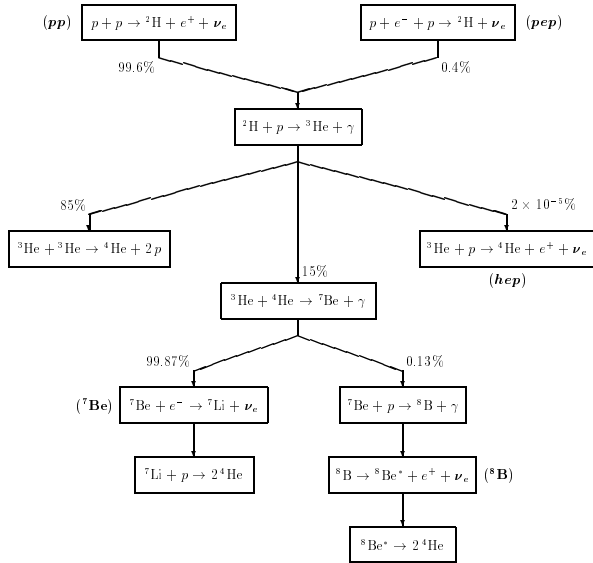 (pp) p + p → ²H + e⁺ + νₑ
p + e⁻ + p → ²H + νₑ (pep)
99.6%
0.4%
²H + p → ³He + γ
85%
2 × 10⁻⁵%
³He + ³He → ⁴He + 2 p
³He + p → ⁴He + e⁺ + νₑ
(hep)
15%
³He + ⁴He → ⁷Be + γ
99.87%
0.13%
(⁷Be) ⁷Be + e⁻ → ⁷Li + νₑ
⁷Be + p → ⁸B + γ
⁷Li + p → 2 ⁴He
⁸B → ⁸Be* + e⁺ + νₑ (⁸B)
⁸Be* → 2 ⁴He